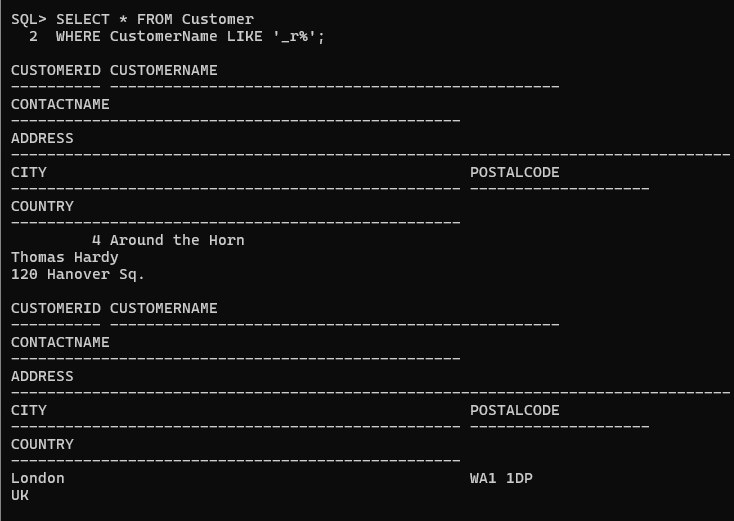 SQL> SELECT * FROM Customer
  2  WHERE CustomerName LIKE '_r%';

CUSTOMERID CUSTOMERNAME
---------- --------------------------------------------------
CONTACTNAME
--------------------------------------------------
ADDRESS
--------------------------------------------------------------------------------
CITY                                               POSTALCODE
-------------------------------------------------- --------------------
COUNTRY
--------------------------------------------------
         4 Around the Horn
Thomas Hardy
120 Hanover Sq.

CUSTOMERID CUSTOMERNAME
---------- --------------------------------------------------
CONTACTNAME
--------------------------------------------------
ADDRESS
--------------------------------------------------------------------------------
CITY                                               POSTALCODE
-------------------------------------------------- --------------------
COUNTRY
--------------------------------------------------
London                                             WA1 1DP
UK